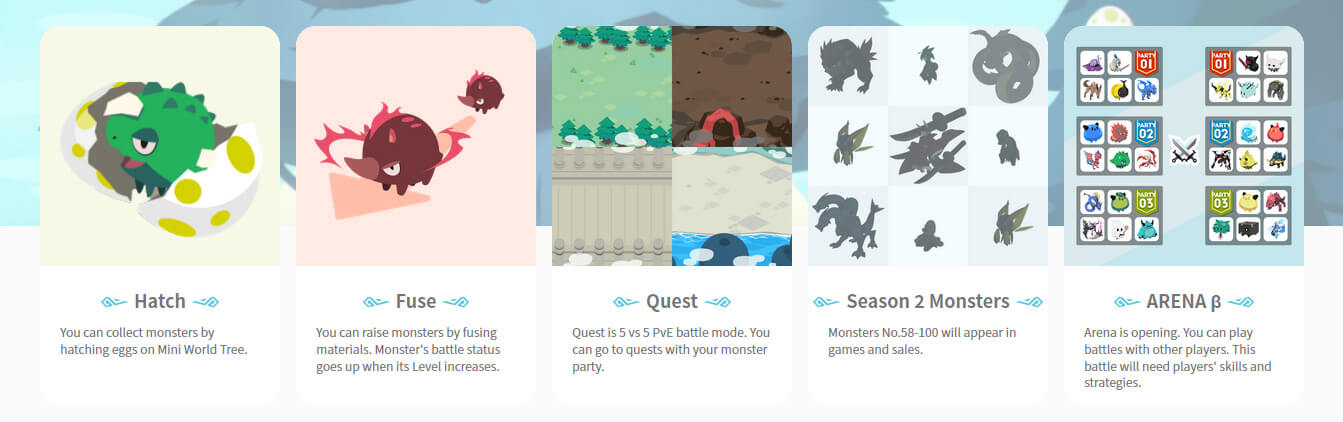 PARTY
01
PARTY
01
PARTY
02
PARTY
02
PARTY
03
PARTY
03
Hatch
You can collect monsters by
hatching eggs on Mini World Tree.
Fuse
You can raise monsters by fusing
materials. Monster's battle status
goes up when its Level increases.
Quest
Quest is 5 vs 5 PvE battle mode. You
can go to quests with your monster
party.
Season 2 Monsters
Monsters No.58-100 will appear in
games and sales.
ARENA β
Arena is opening. You can play
battles with other players. This
battle will need players' skills and
strategies.